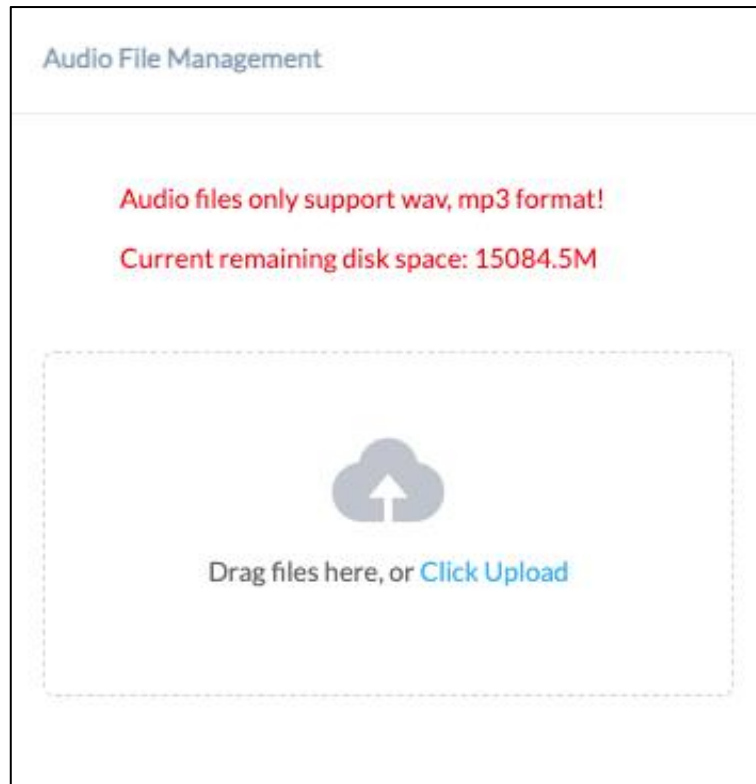 Audio File Management
Audio files only support wav, mp3 format!
Current remaining disk space: 15084.5M
Drag files here, or Click Upload